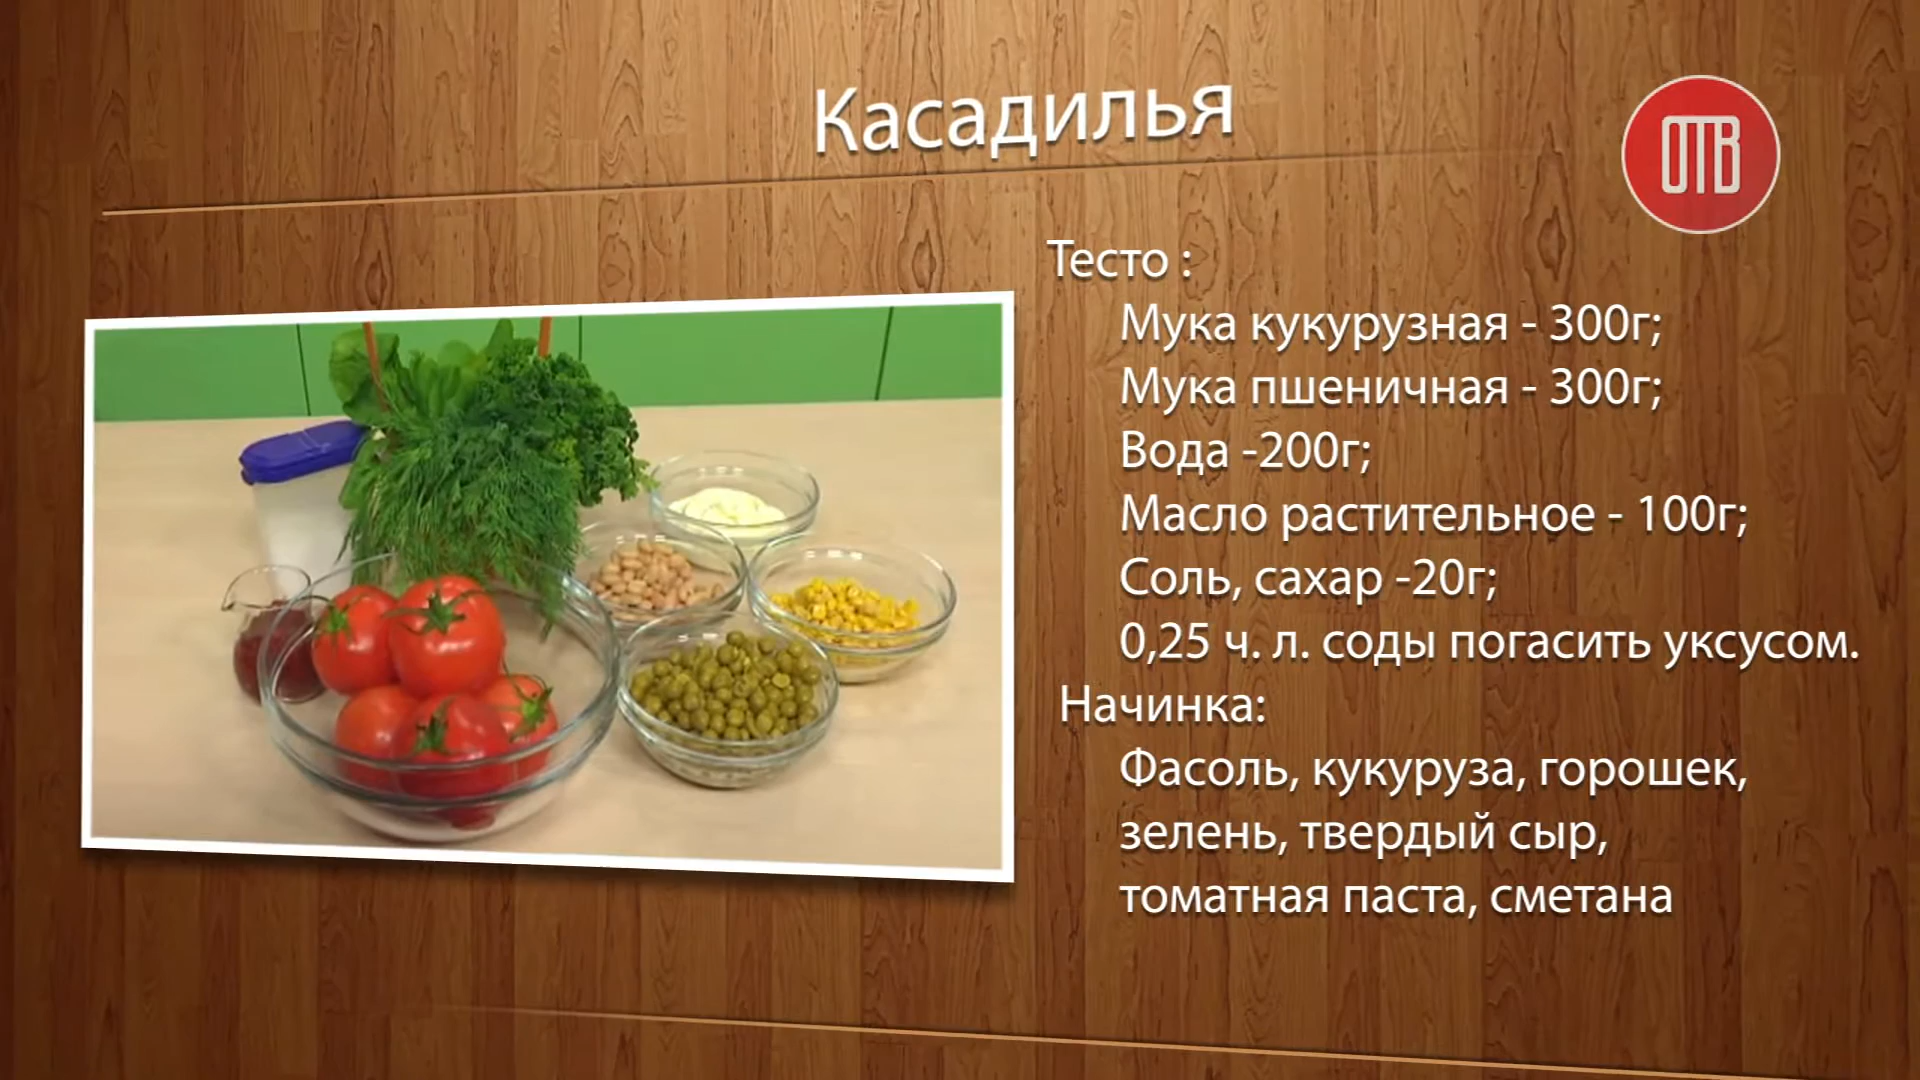 Касадилья
ОТВ
Тесто :
Мука кукурузная - 300г;
Мука пшеничная - 300г;
Вода -200г;
Масло растительное - 100г;
Соль, сахар -20г;
0,25 ч. л. соды погасить уксусом.
Начинка:
Фасоль, кукуруза, горошек,
зелень, твердый сыр,
томатная паста, сметана